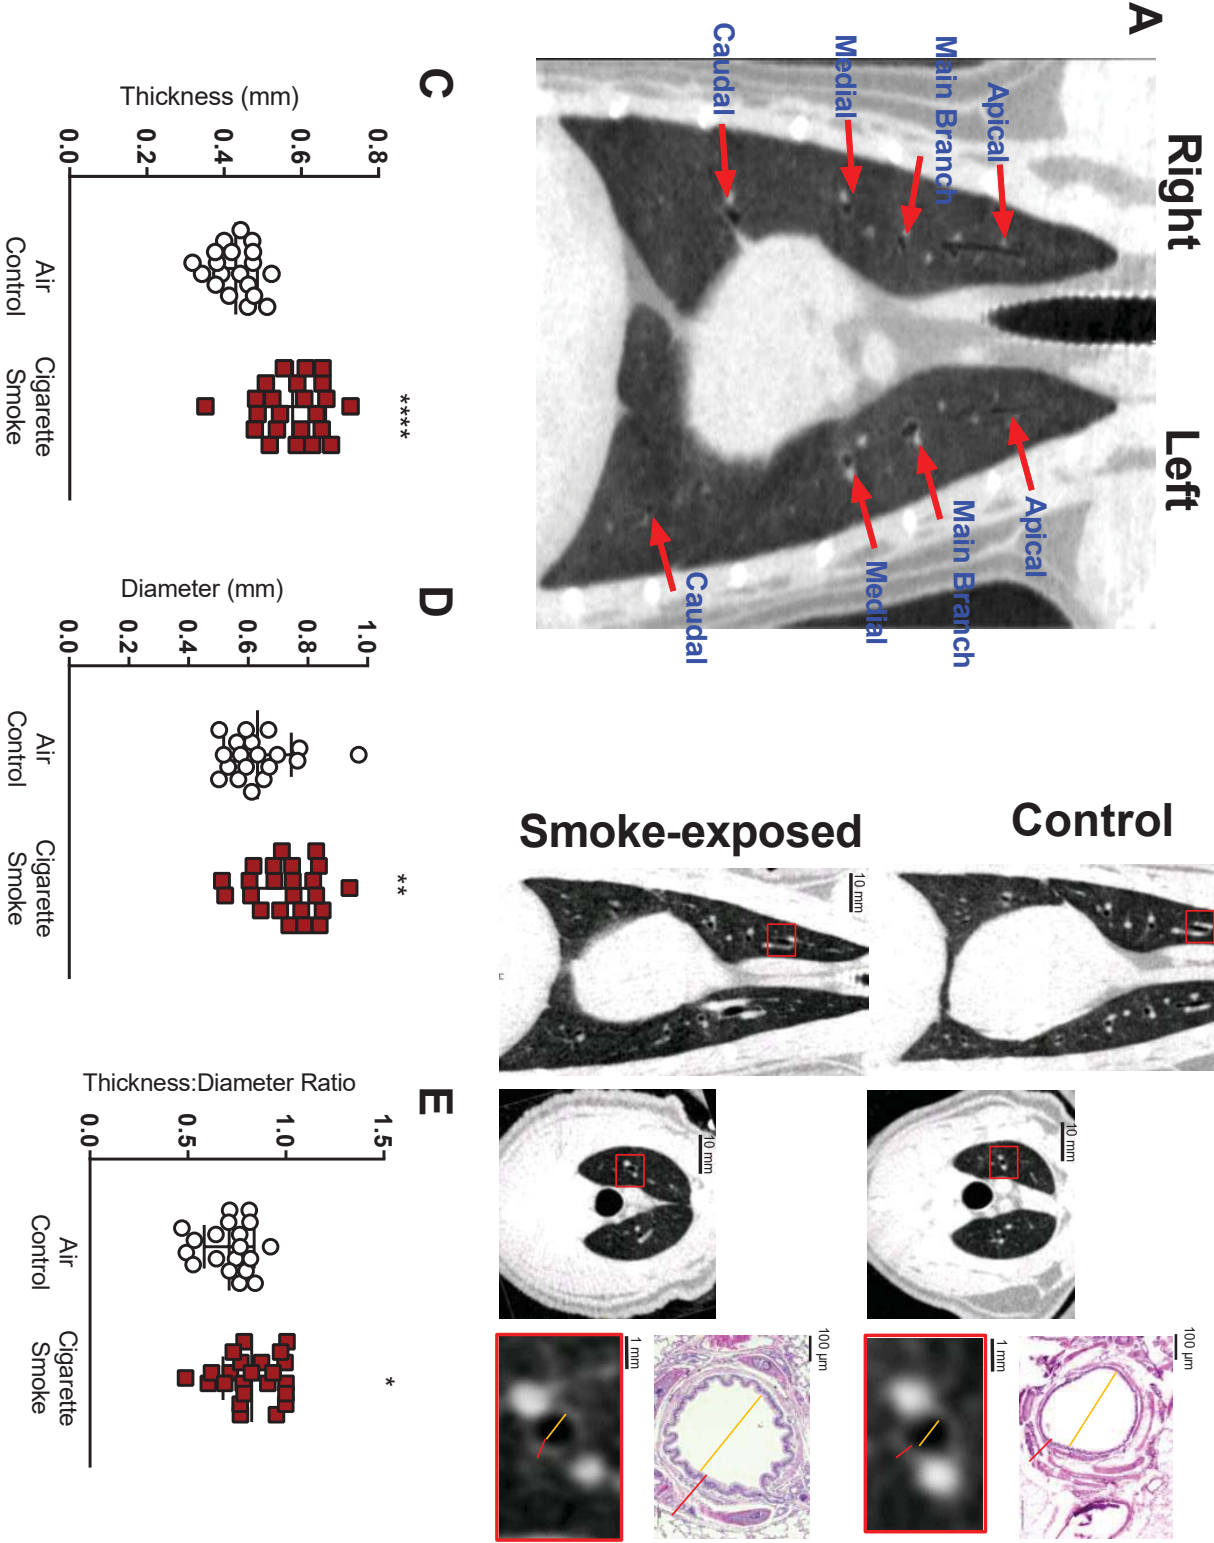 A
Right
Left
Apical
Main Branch
Medial
Caudal
Apical
Main Branch
Medial
Caudal
Control
Smoke-exposed
10 mm
10 mm
10 mm
100 µm
1 mm
100 µm
1 mm
C
Thickness (mm)
0.8
0.6
0.4
0.2
0.0
****
Air
Control
Cigarette
Smoke
D
Diameter (mm)
1.0
0.8
0.6
0.4
0.2
0.0
**
Air
Control
Cigarette
Smoke
E
Thickness:Diameter Ratio
1.5
1.0
0.5
0.0
*
Air
Control
Cigarette
Smoke